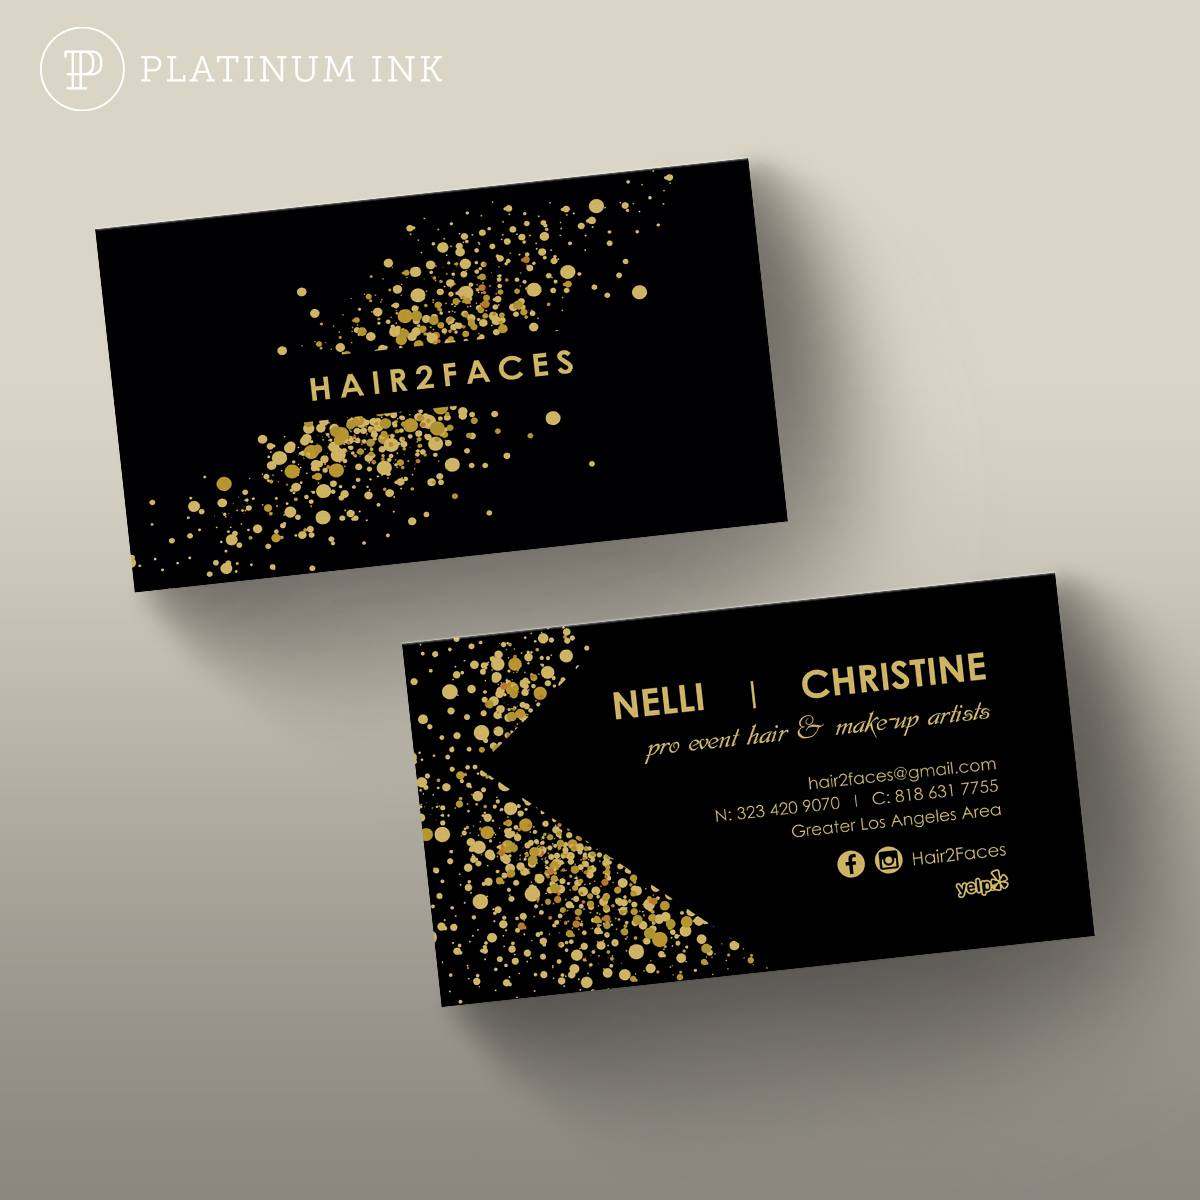 PLATINUM INK
HAIR2FACES
NELLI | CHRISTINE
pro event hair & make-up artists
hair2faces@gmail.com
N: 323 420 9070 | C: 818 631 7755
Greater Los Angeles Area
Hair2Faces
yelp